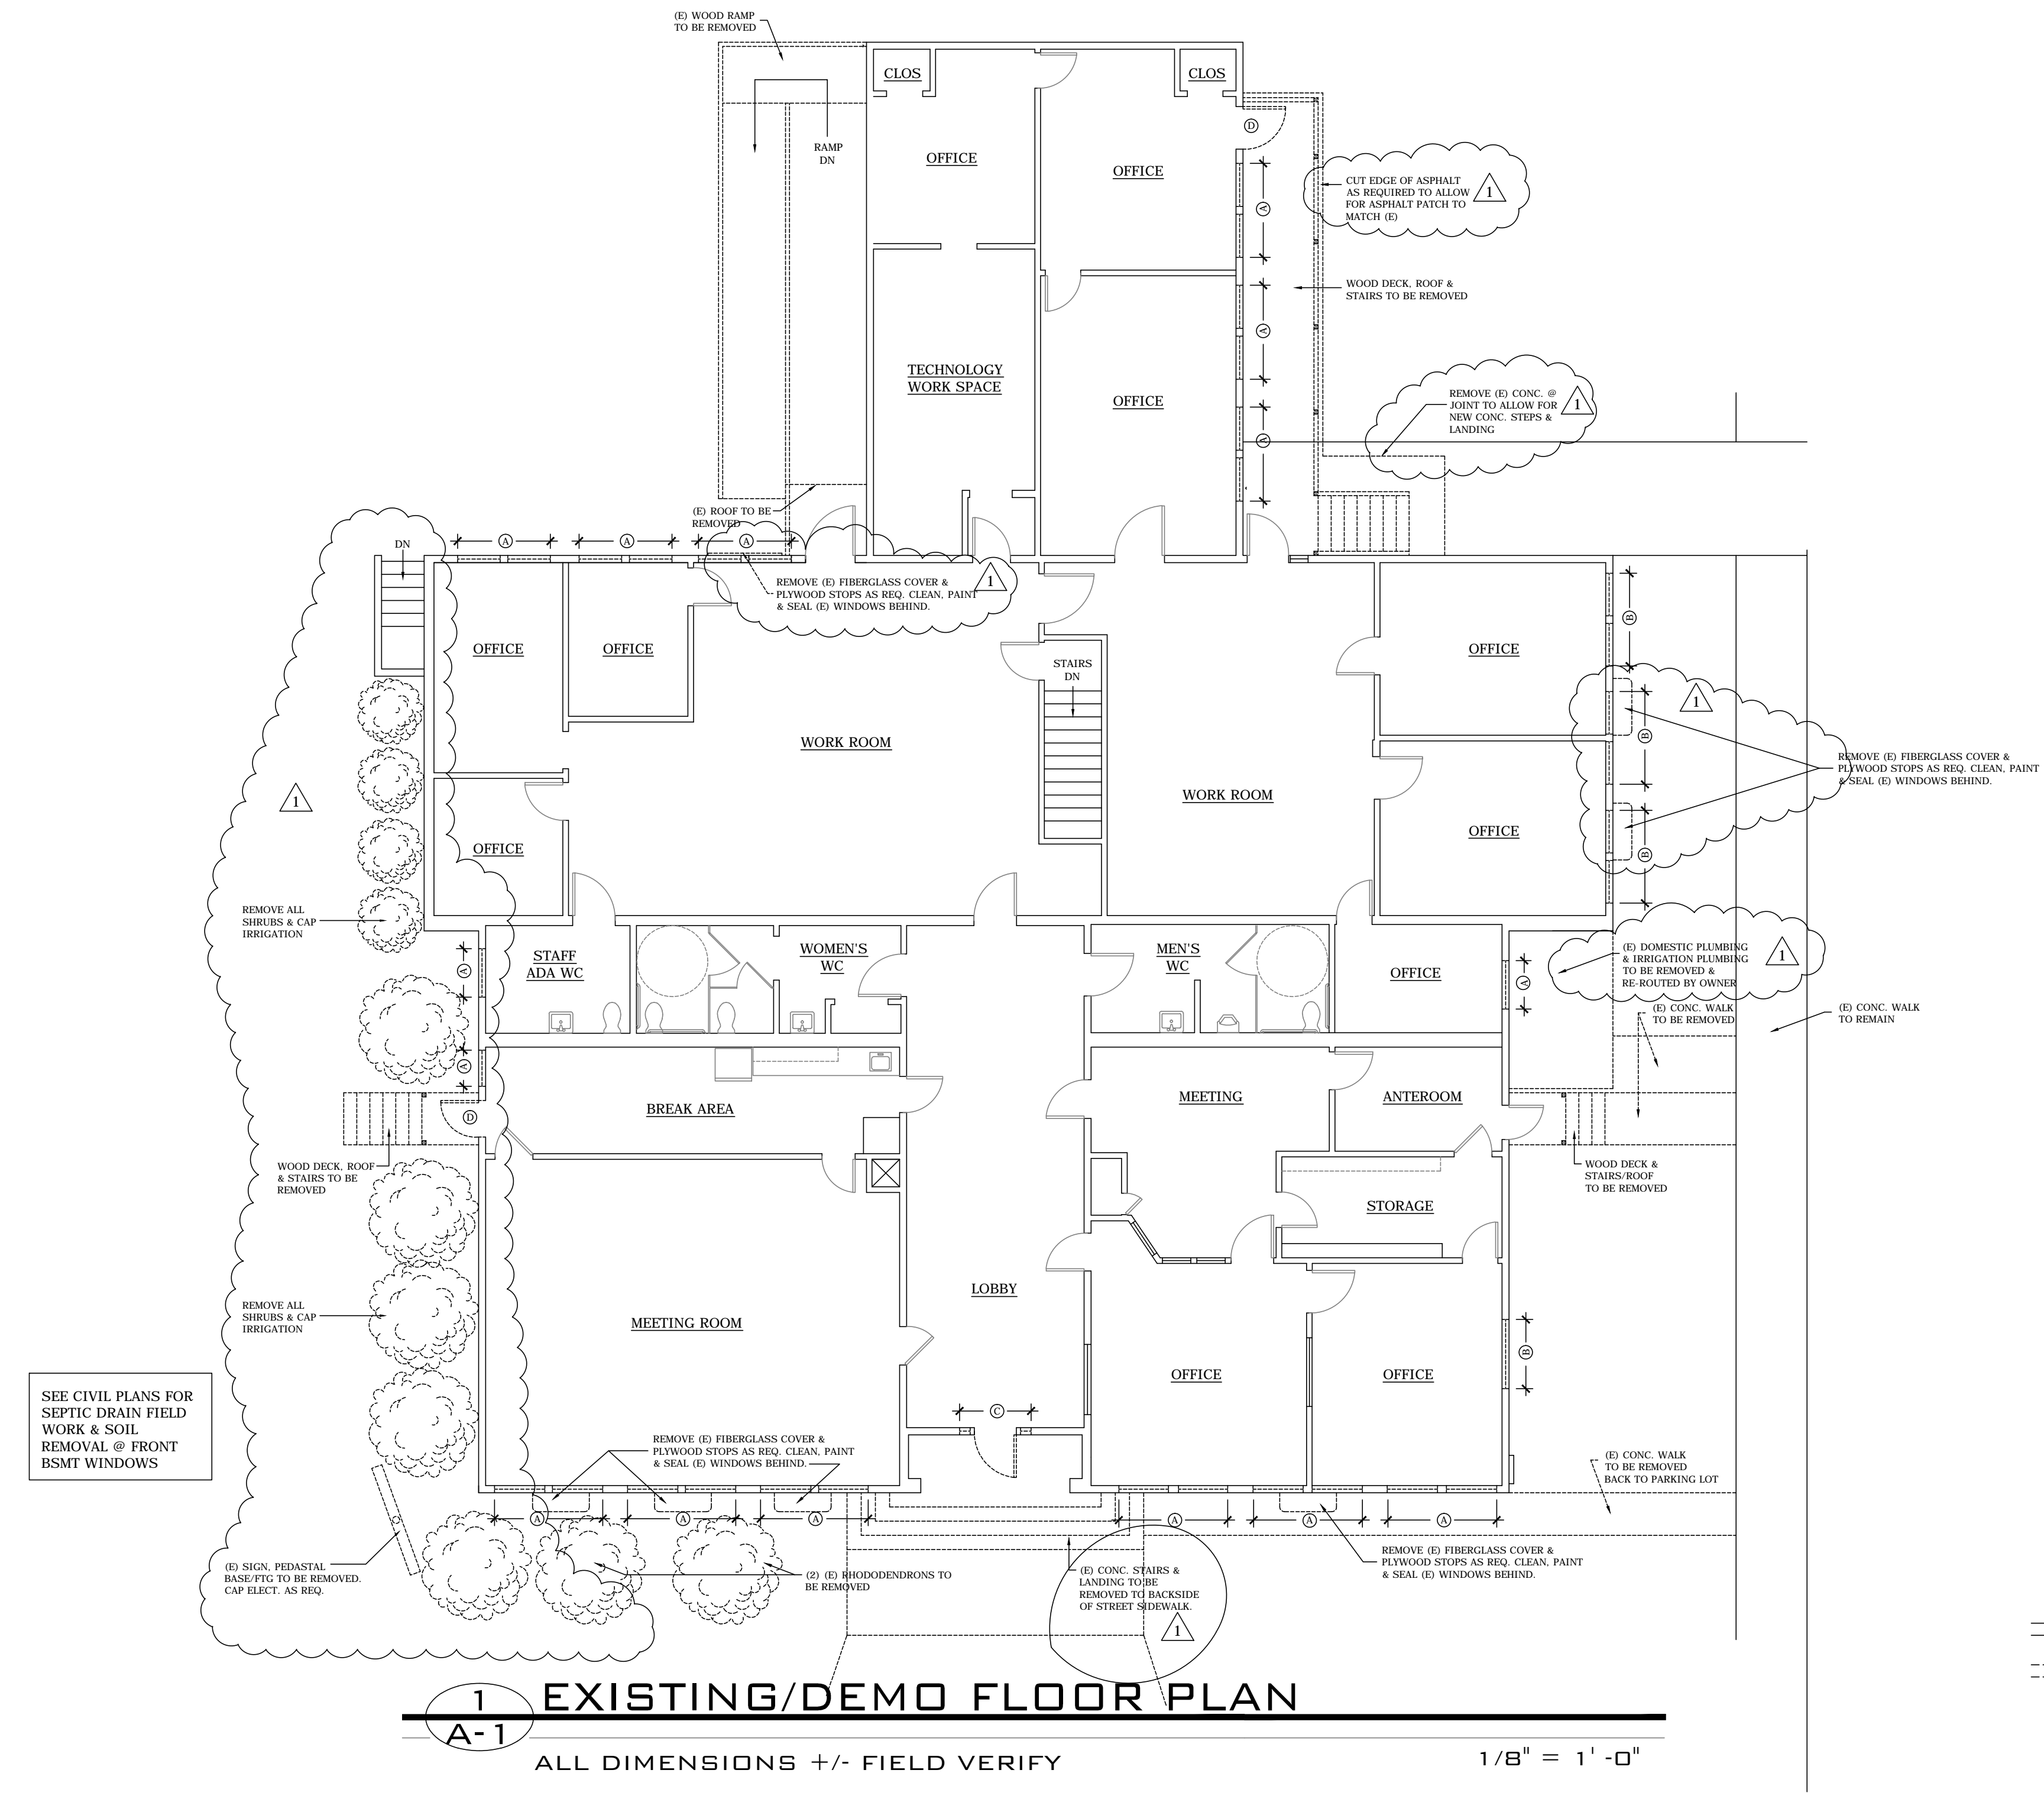 (E) WOOD RAMP
TO BE REMOVED
CLOS
CLOS
D
RAMP
DN
OFFICE
OFFICE
CUT EDGE OF ASPHALT
AS REQUIRED TO ALLOW
FOR ASPHALT PATCH TO
MATCH (E)
1
A
WOOD DECK, ROOF &
STAIRS TO BE REMOVED
A
TECHNOLOGY
WORK SPACE
OFFICE
REMOVE (E) CONC. @
JOINT TO ALLOW FOR
NEW CONC. STEPS &
LANDING
1
A
(E) ROOF TO BE
REMOVED
DN
A
A
A
REMOVE (E) FIBERGLASS COVER &
PLYWOOD STOPS AS REQ. CLEAN, PAINT
& SEAL (E) WINDOWS BEHIND.
1
B
OFFICE
OFFICE
OFFICE
STAIRS
DN
1
WORK ROOM
B
REMOVE (E) FIBERGLASS COVER &
PLYWOOD STOPS AS REQ. CLEAN, PAINT
& SEAL (E) WINDOWS BEHIND.
WORK ROOM
1
OFFICE
OFFICE
B
REMOVE ALL
SHRUBS & CAP
IRRIGATION
STAFF
ADA WC
WOMEN'S
WC
MEN'S
WC
OFFICE
A
A
(E) DOMESTIC PLUMBING
& IRRIGATION PLUMBING
TO BE REMOVED &
RE-ROUTED BY OWNER
1
(E) CONC. WALK
TO BE REMOVED
(E) CONC. WALK
TO REMAIN
A
D
BREAK AREA
MEETING
ANTEROOM
WOOD DECK, ROOF
& STAIRS TO BE
REMOVED
WOOD DECK &
STAIRS/ROOF
TO BE REMOVED
STORAGE
LOBBY
REMOVE ALL
SHRUBS & CAP
IRRIGATION
MEETING ROOM
B
OFFICE
OFFICE
SEE CIVIL PLANS FOR
SEPTIC DRAIN FIELD
WORK & SOIL
REMOVAL @ FRONT
BSMT WINDOWS
C
REMOVE (E) FIBERGLASS COVER &
PLYWOOD STOPS AS REQ. CLEAN, PAINT
& SEAL (E) WINDOWS BEHIND.
(E) CONC. WALK
TO BE REMOVED
BACK TO PARKING LOT
A
A
A
A
A
A
(E) SIGN, PEDASTAL
BASE/FTG TO BE REMOVED.
CAP ELECT. AS REQ.
(2) (E) RHODODENDRONS TO
BE REMOVED
(E) CONC. STAIRS &
LANDING TO BE
REMOVED TO BACKSIDE
OF STREET SIDEWALK.
1
REMOVE (E) FIBERGLASS COVER &
PLYWOOD STOPS AS REQ. CLEAN, PAINT
& SEAL (E) WINDOWS BEHIND.
1
A-1
EXISTING/DEMO FLOOR PLAN
ALL DIMENSIONS +/- FIELD VERIFY
1/8" = 1' -0"